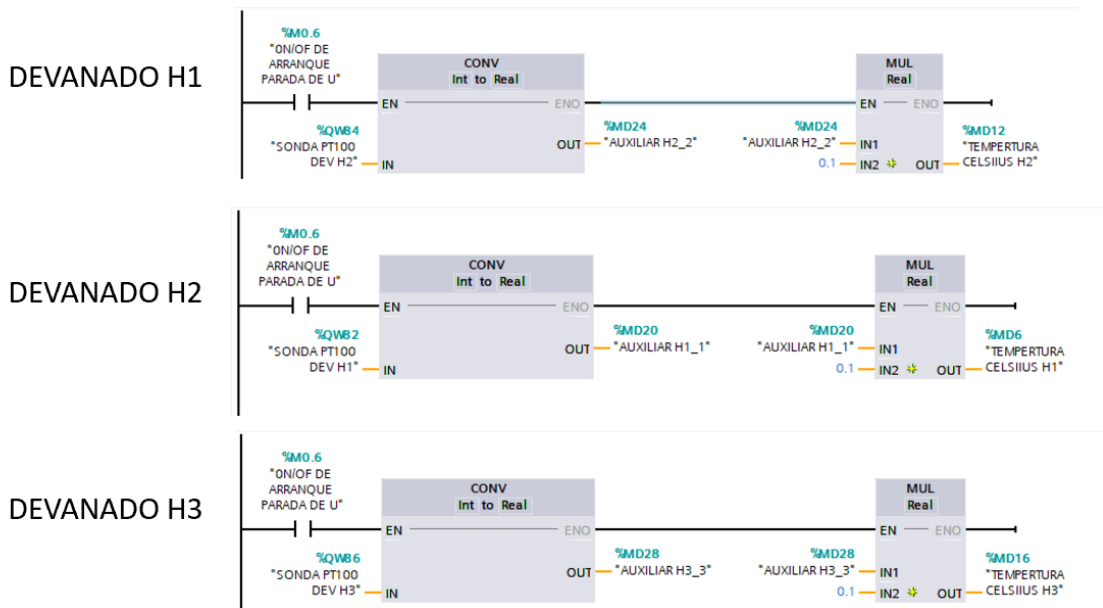 DEVANADO H1
%M0.6
"0N/OF DE
ARRANQUE
PARADA DE U"
CONV
Int to Real
MUL
Real
EN
ENO
EN
ENO
%QW84
"SONDA PT100
DEV H2"
IN
OUT
%MD24
"AUXILIAR H2_2"
%MD24
"AUXILIAR H2_2"
IN1
0.1
IN2
OUT
%MD12
"TEMPERTURA
CELSIIUS H2"
DEVANADO H2
%M0.6
"0N/OF DE
ARRANQUE
PARADA DE U"
CONV
Int to Real
MUL
Real
EN
ENO
EN
ENO
%QW82
"SONDA PT100
DEV H1"
IN
OUT
%MD20
"AUXILIAR H1_1"
%MD20
"AUXILIAR H1_1"
IN1
0.1
IN2
OUT
%MD6
"TEMPERTURA
CELSIIUS H1"
DEVANADO H3
%M0.6
"0N/OF DE
ARRANQUE
PARADA DE U"
CONV
Int to Real
MUL
Real
EN
ENO
EN
ENO
%QW86
"SONDA PT100
DEV H3"
IN
OUT
%MD28
"AUXILIAR H3_3"
%MD28
"AUXILIAR H3_3"
IN1
0.1
IN2
OUT
%MD16
"TEMPERTURA
CELSIIUS H3"